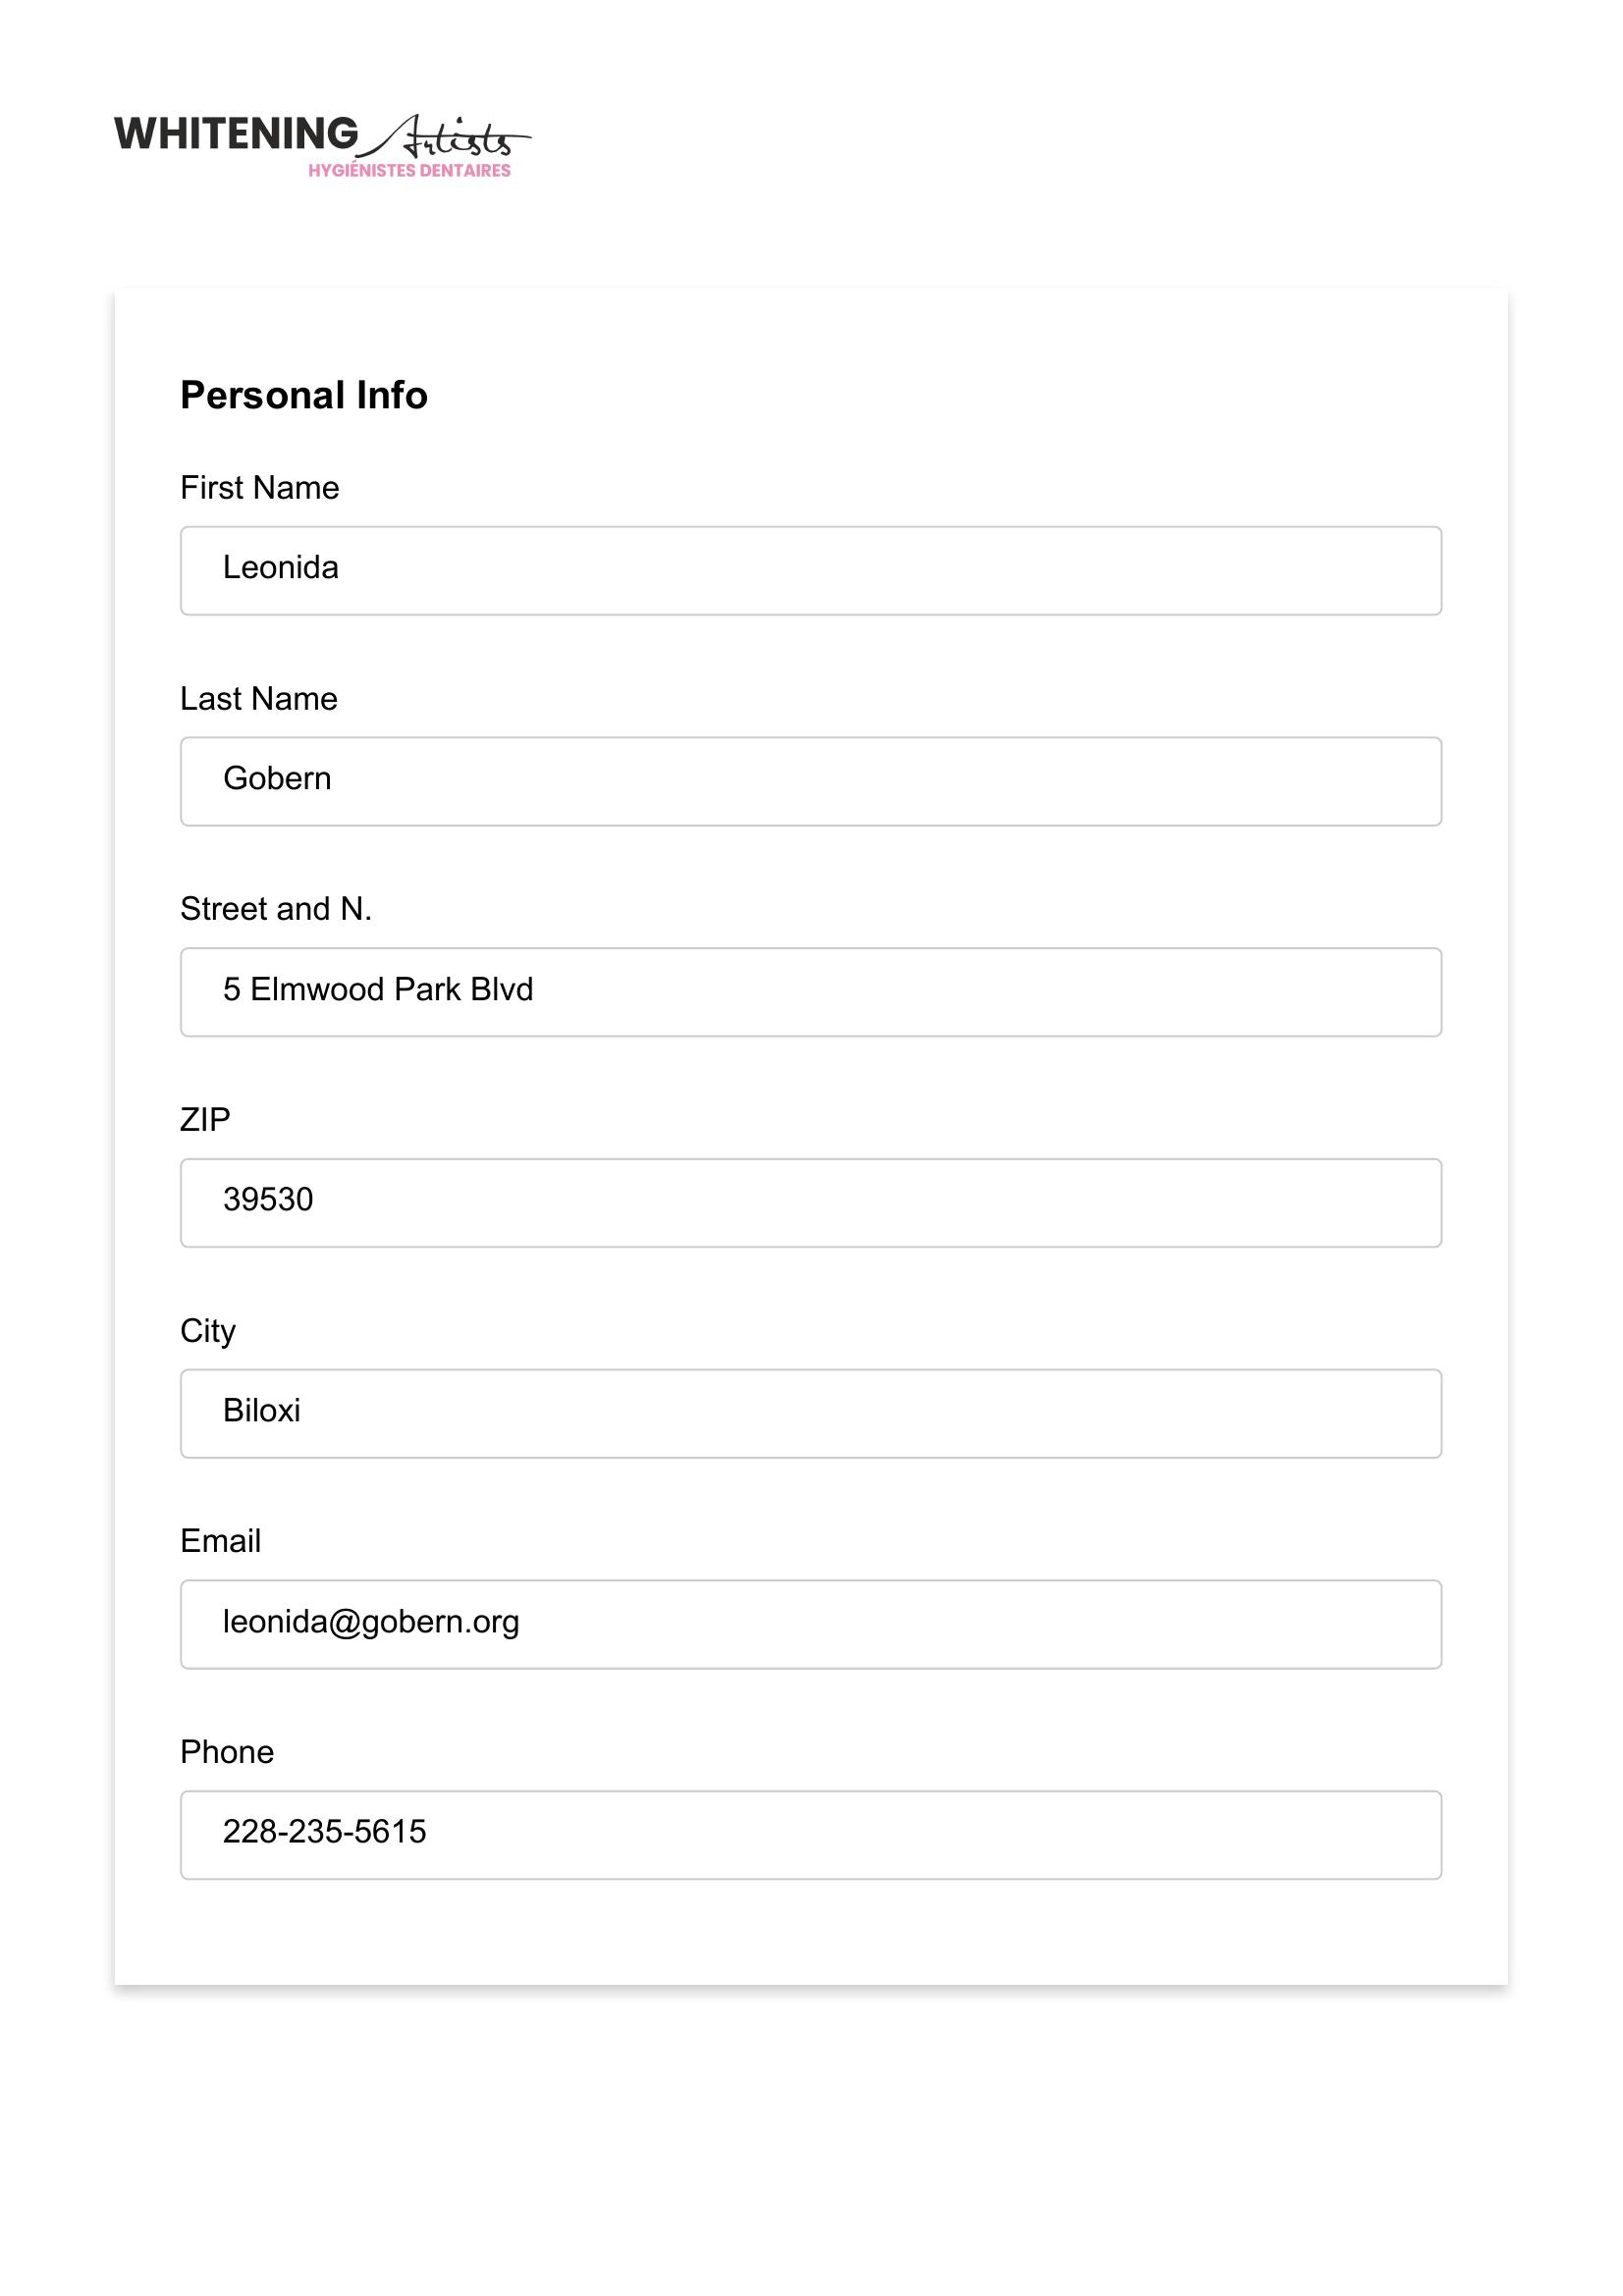 WHITENING Artists
HYGIÉNISTES DENTAIRES
Personal Info
First Name
Leonida
Last Name
Gobern
Street and N.
5 Elmwood Park Blvd
ZIP
39530
City
Biloxi
Email
leonida@gobern.org
Phone
228-235-5615